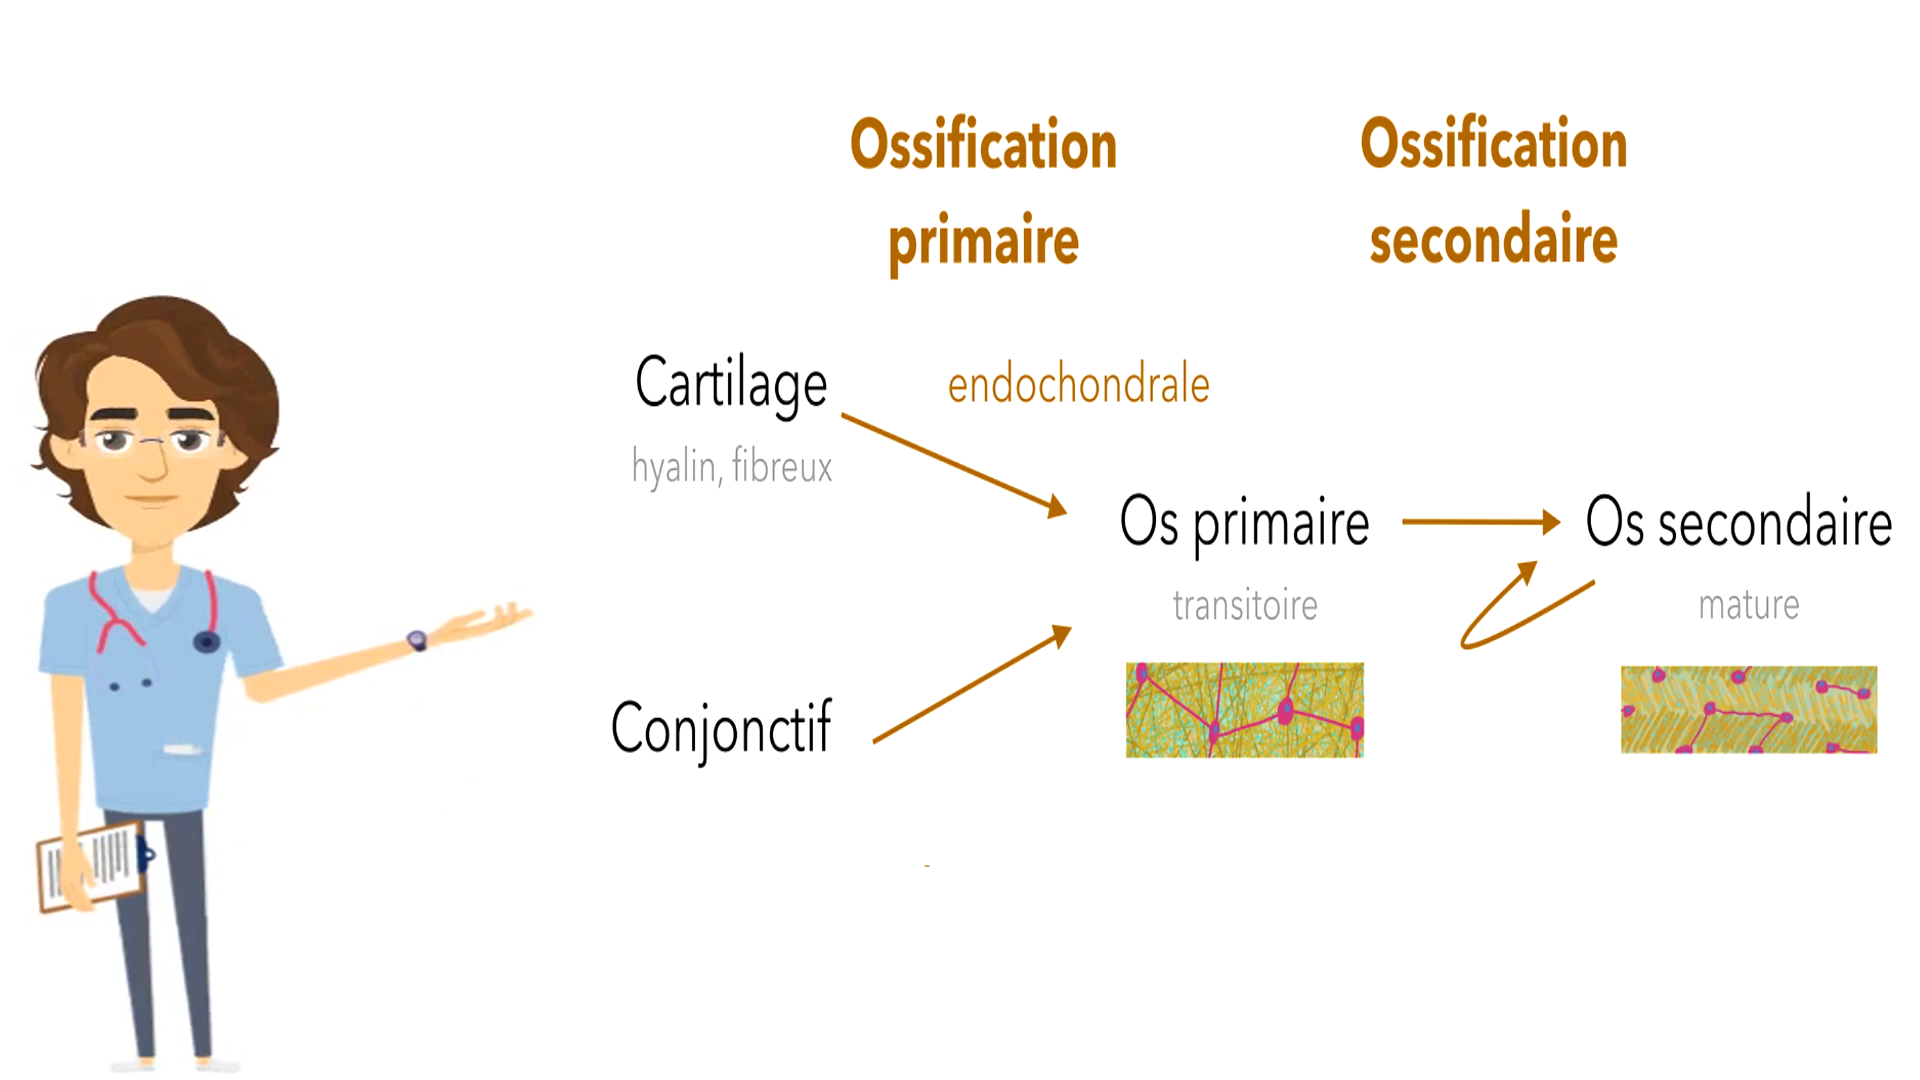 Ossification
primaire
Ossification
secondaire
Cartilage
endochondrale
hyalin, fibreux
Os primaire
Os secondaire
transitoire
mature
Conjonctif